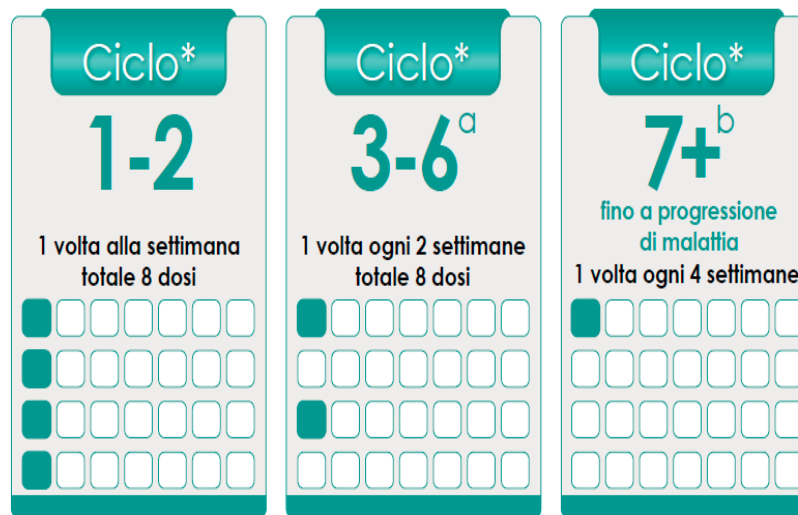 Ciclo*
1-2
1 volta alla settimana
totale 8 dosi
Ciclo*
3-6a
1 volta ogni 2 settimane
totale 8 dosi
Ciclo*
7+b
fino a progressione
di malattia
1 volta ogni 4 settimane